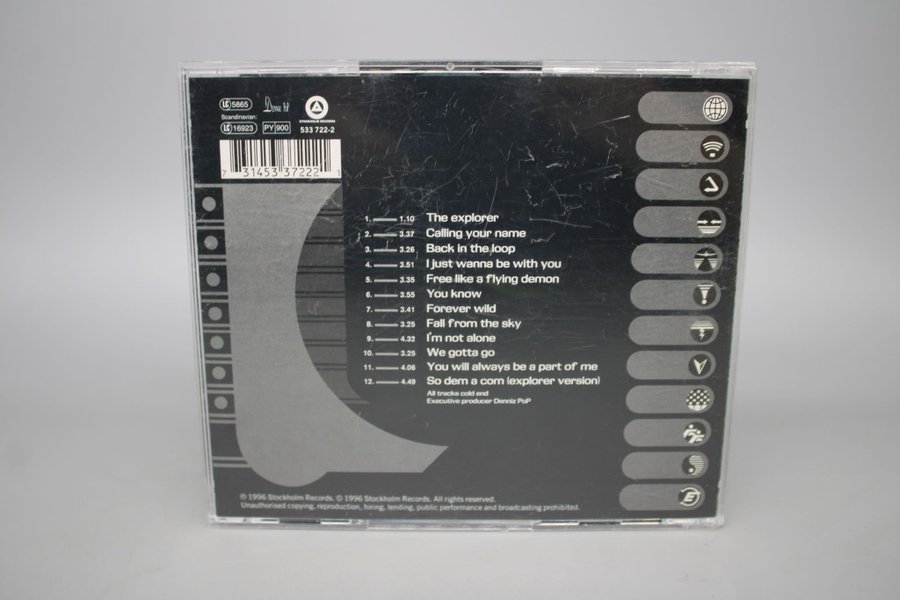 LC 5865
Scandinavian:
LC 16923 PY 900
STOCKHOLM RECORDS
533 722-2
7 31453 37222 1
1. 1.10 The explorer
2. 3.37 Calling your name
3. 3.26 Back in the loop
4. 3.51 I just wanna be with you
5. 3.35 Free like a flying demon
6. 3.55 You know
7. 3.41 Forever wild
8. 3.25 Fall from the sky
9. 4.32 I'm not alone
10. 3.25 We gotta go
11. 4.06 You will always be a part of me
12. 4.49 So dem a com (explorer version)
All tracks cold end
Executive producer Denniz PoP
℗ 1996 Stockholm Records. © 1996 Stockholm Records. All rights reserved.
Unauthorised copying, reproduction, hiring, lending, public performance and broadcasting prohibited.